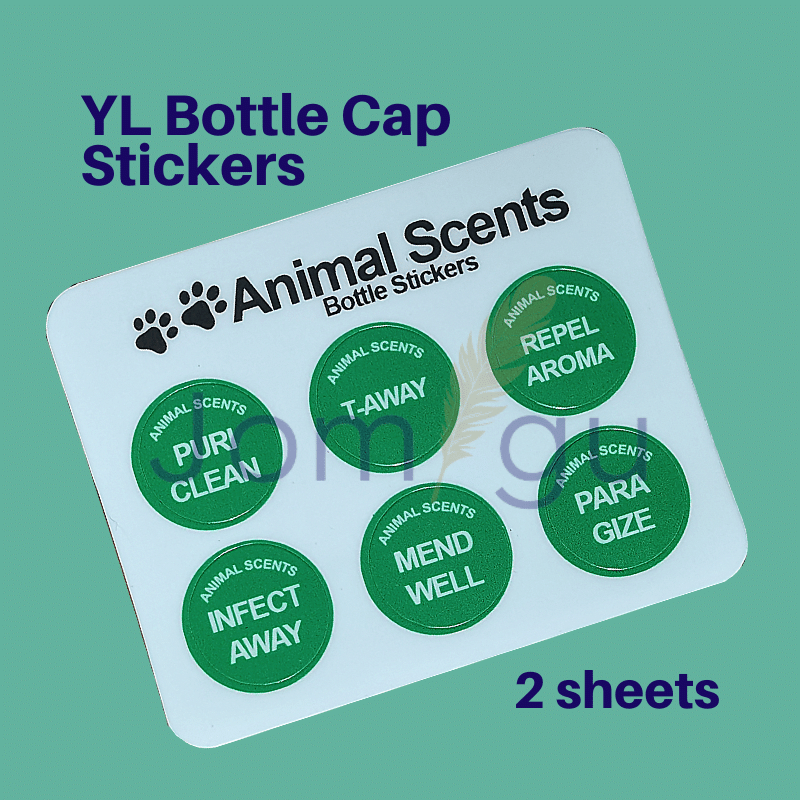 YL Bottle Cap
Stickers
Animal Scents
Bottle Stickers
ANIMAL SCENTS
PURI
CLEAN
ANIMAL SCENTS
T-AWAY
ANIMAL SCENTS
REPEL
AROMA
ANIMAL SCENTS
INFECT
AWAY
ANIMAL SCENTS
MEND
WELL
ANIMAL SCENTS
PARA
GIZE
Jomygu
2 sheets